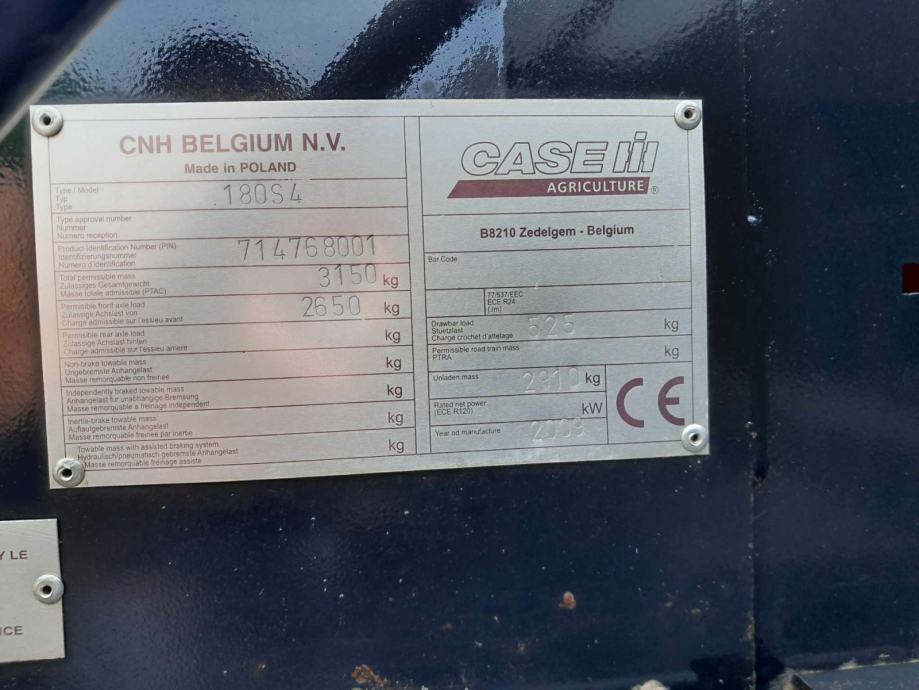 CNH BELGIUM N.V.
Made in POLAND
Type / Model
Typ
Type
180S4
Type approval number
Nummer
Numero reception
Product Identification Number (PIN)
Identifizierungsnummer
Numero d'identification
714768001
Total permissible mass
Zulassiges Gesamtgewicht
Masse totale admissible (PTAC)
3150 kg
Permissible front axle load
Zulassige Achslast von
Charge admissible sur l'essieu avant
2650 kg
Permissible rear axle load
Zulassige Achslast hinten
Charge admissible sur l'essieu arriere
kg
Non-brake towable mass
Ungebremste Anhangelast
Masse remorquable non freinee
kg
Independently braked towable mass
Anhangelast fur unabhangige Bremsung
Masse remorquable a freinage independent
kg
Inertia-brake towable mass
Auflaufgebremste Anhangelast
Masse remorquable freinee par inertie
kg
Towable mass with assisted braking system
Hydraulisch/pneumatisch-gebremste Anhangelast
Masse remorquable freinage assiste
kg
CASE IH
AGRICULTURE ®
B8210 Zedelgem - Belgium
Bar Code
77/537/EEC
ECE R24
(./m)
Drawbar load
Stuetzlast
Charge crochet d'attelage
525 kg
Permissible road train mass
PTRA
kg
Unladen mass
kg
Rated net power
(ECE R120)
kW
Year od manufacture
2009
CE
Y LE
ICE